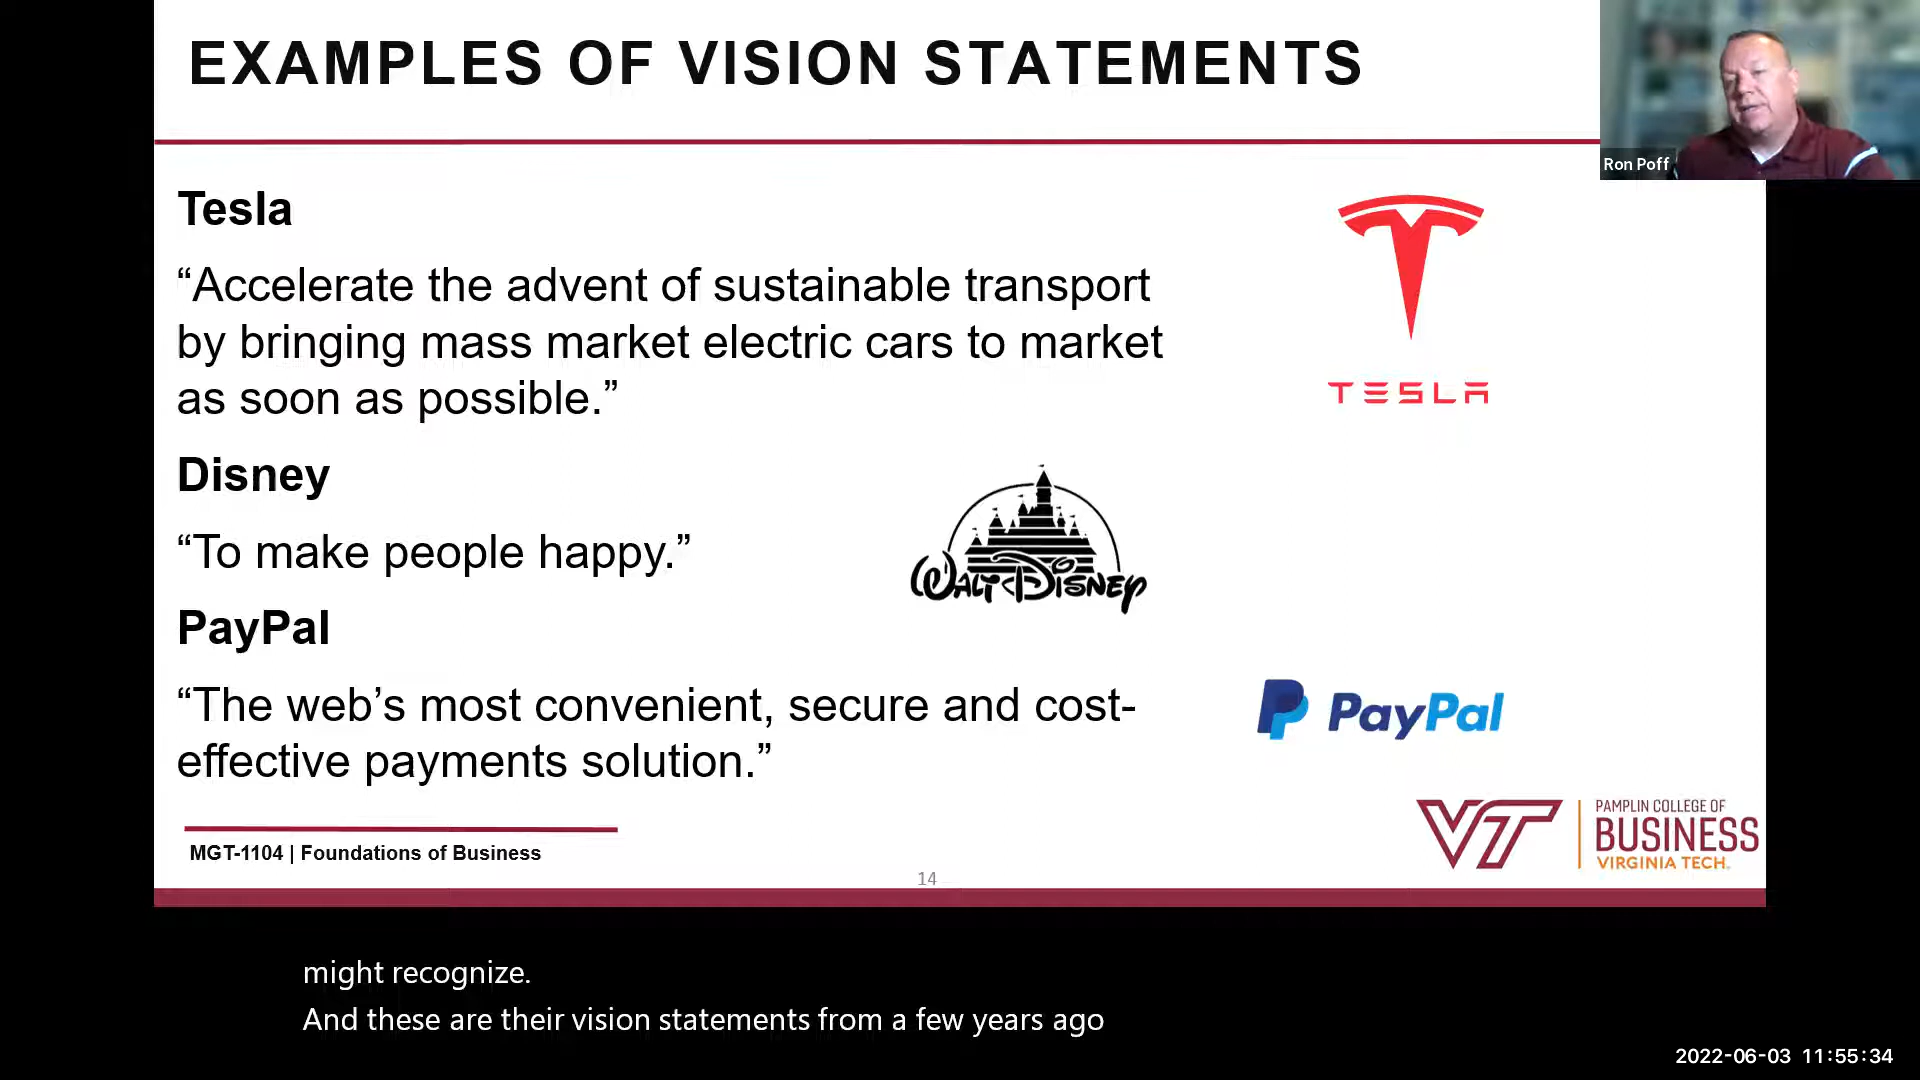 EXAMPLES OF VISION STATEMENTS
Ron Poff
Tesla
“Accelerate the advent of sustainable transport
by bringing mass market electric cars to market
as soon as possible.”
TESLA
Disney
“To make people happy.”
WALT DISNEY
PayPal
“The web’s most convenient, secure and cost-
effective payments solution.”
PayPal
MGT-1104 | Foundations of Business
14
VT
PAMPLIN COLLEGE OF
BUSINESS
VIRGINIA TECH.
might recognize.
And these are their vision statements from a few years ago
2022-06-03 11:55:34